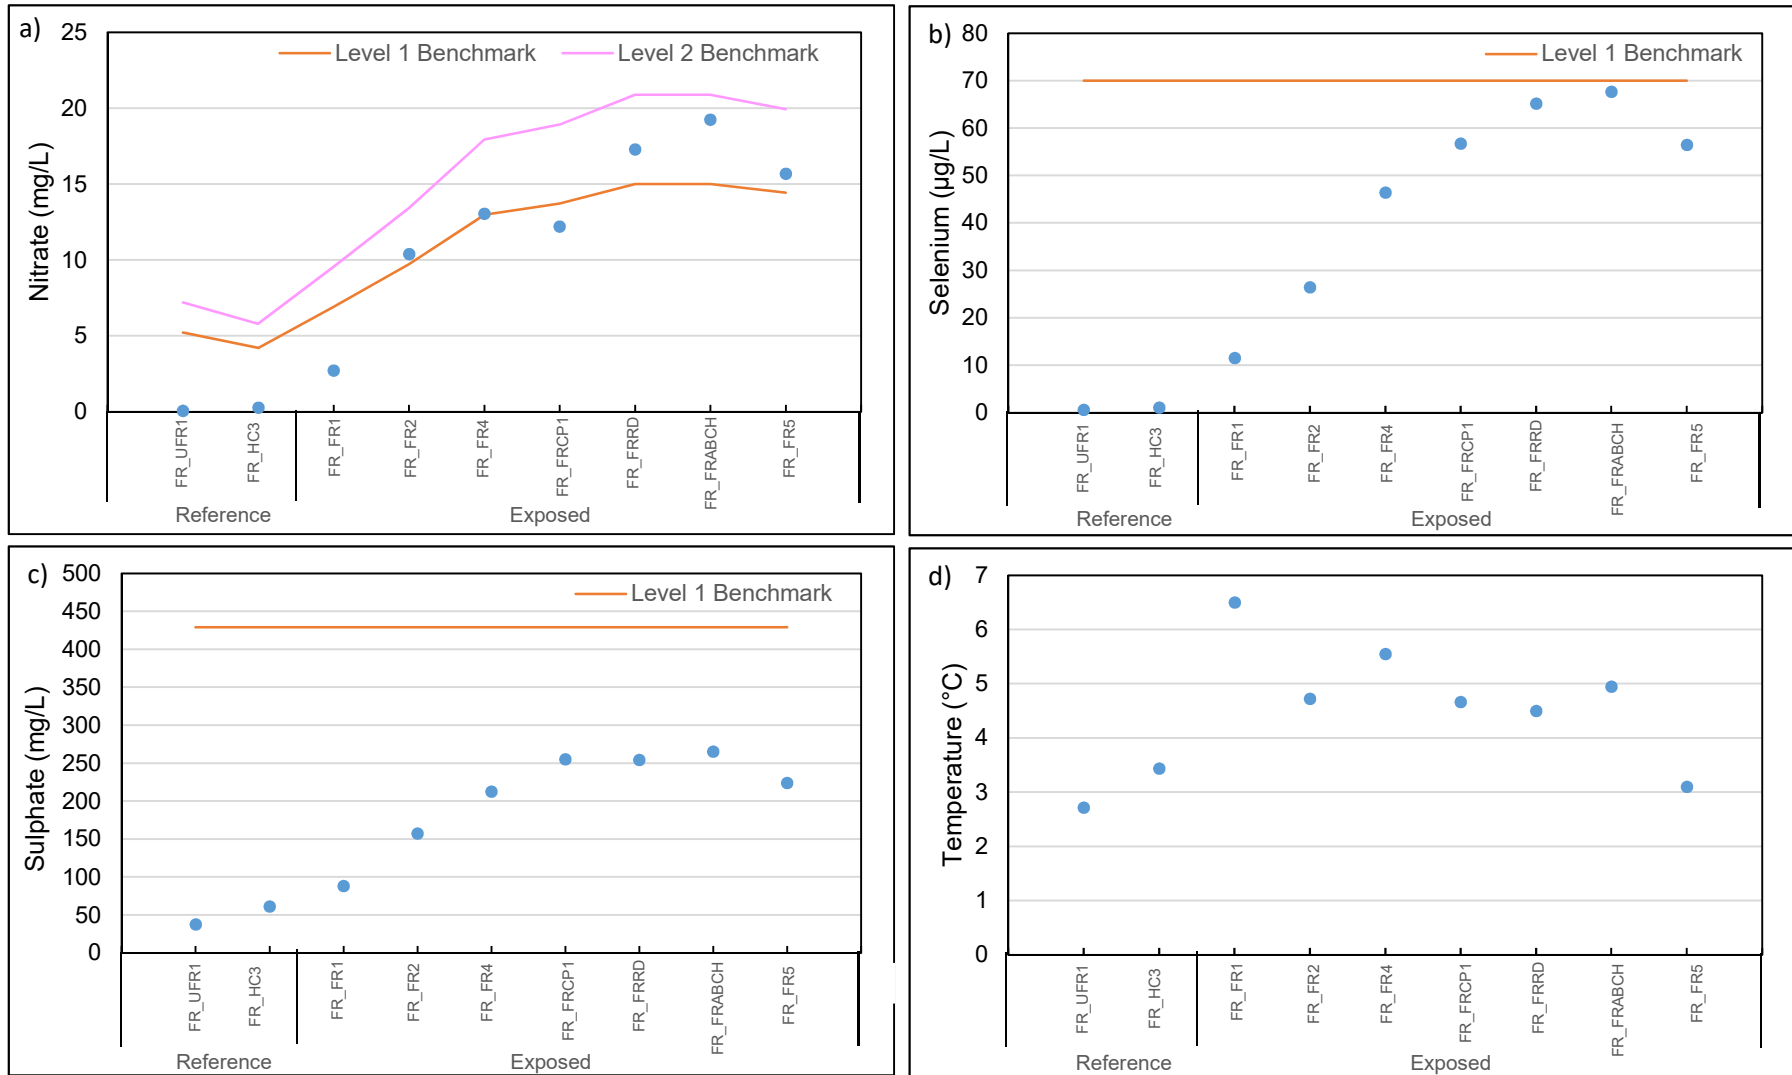 a)
25
20
15
10
5
0
Nitrate (mg/L)
Level 1 Benchmark
Level 2 Benchmark
FR_UFR1
FR_HC3
FR_FR1
FR_FR2
FR_FR4
FR_FRCP1
FR_FRRD
FR_FRABCH
FR_FR5
Reference
Exposed
b)
80
70
60
50
40
30
20
10
0
Selenium (µg/L)
Level 1 Benchmark
FR_UFR1
FR_HC3
FR_FR1
FR_FR2
FR_FR4
FR_FRCP1
FR_FRRD
FR_FRABCH
FR_FR5
Reference
Exposed
c)
500
450
400
350
300
250
200
150
100
50
0
Sulphate (mg/L)
Level 1 Benchmark
FR_UFR1
FR_HC3
FR_FR1
FR_FR2
FR_FR4
FR_FRCP1
FR_FRRD
FR_FRABCH
FR_FR5
Reference
Exposed
d)
7
6
5
4
3
2
1
0
Temperature (°C)
FR_UFR1
FR_HC3
FR_FR1
FR_FR2
FR_FR4
FR_FRCP1
FR_FRRD
FR_FRABCH
FR_FR5
Reference
Exposed